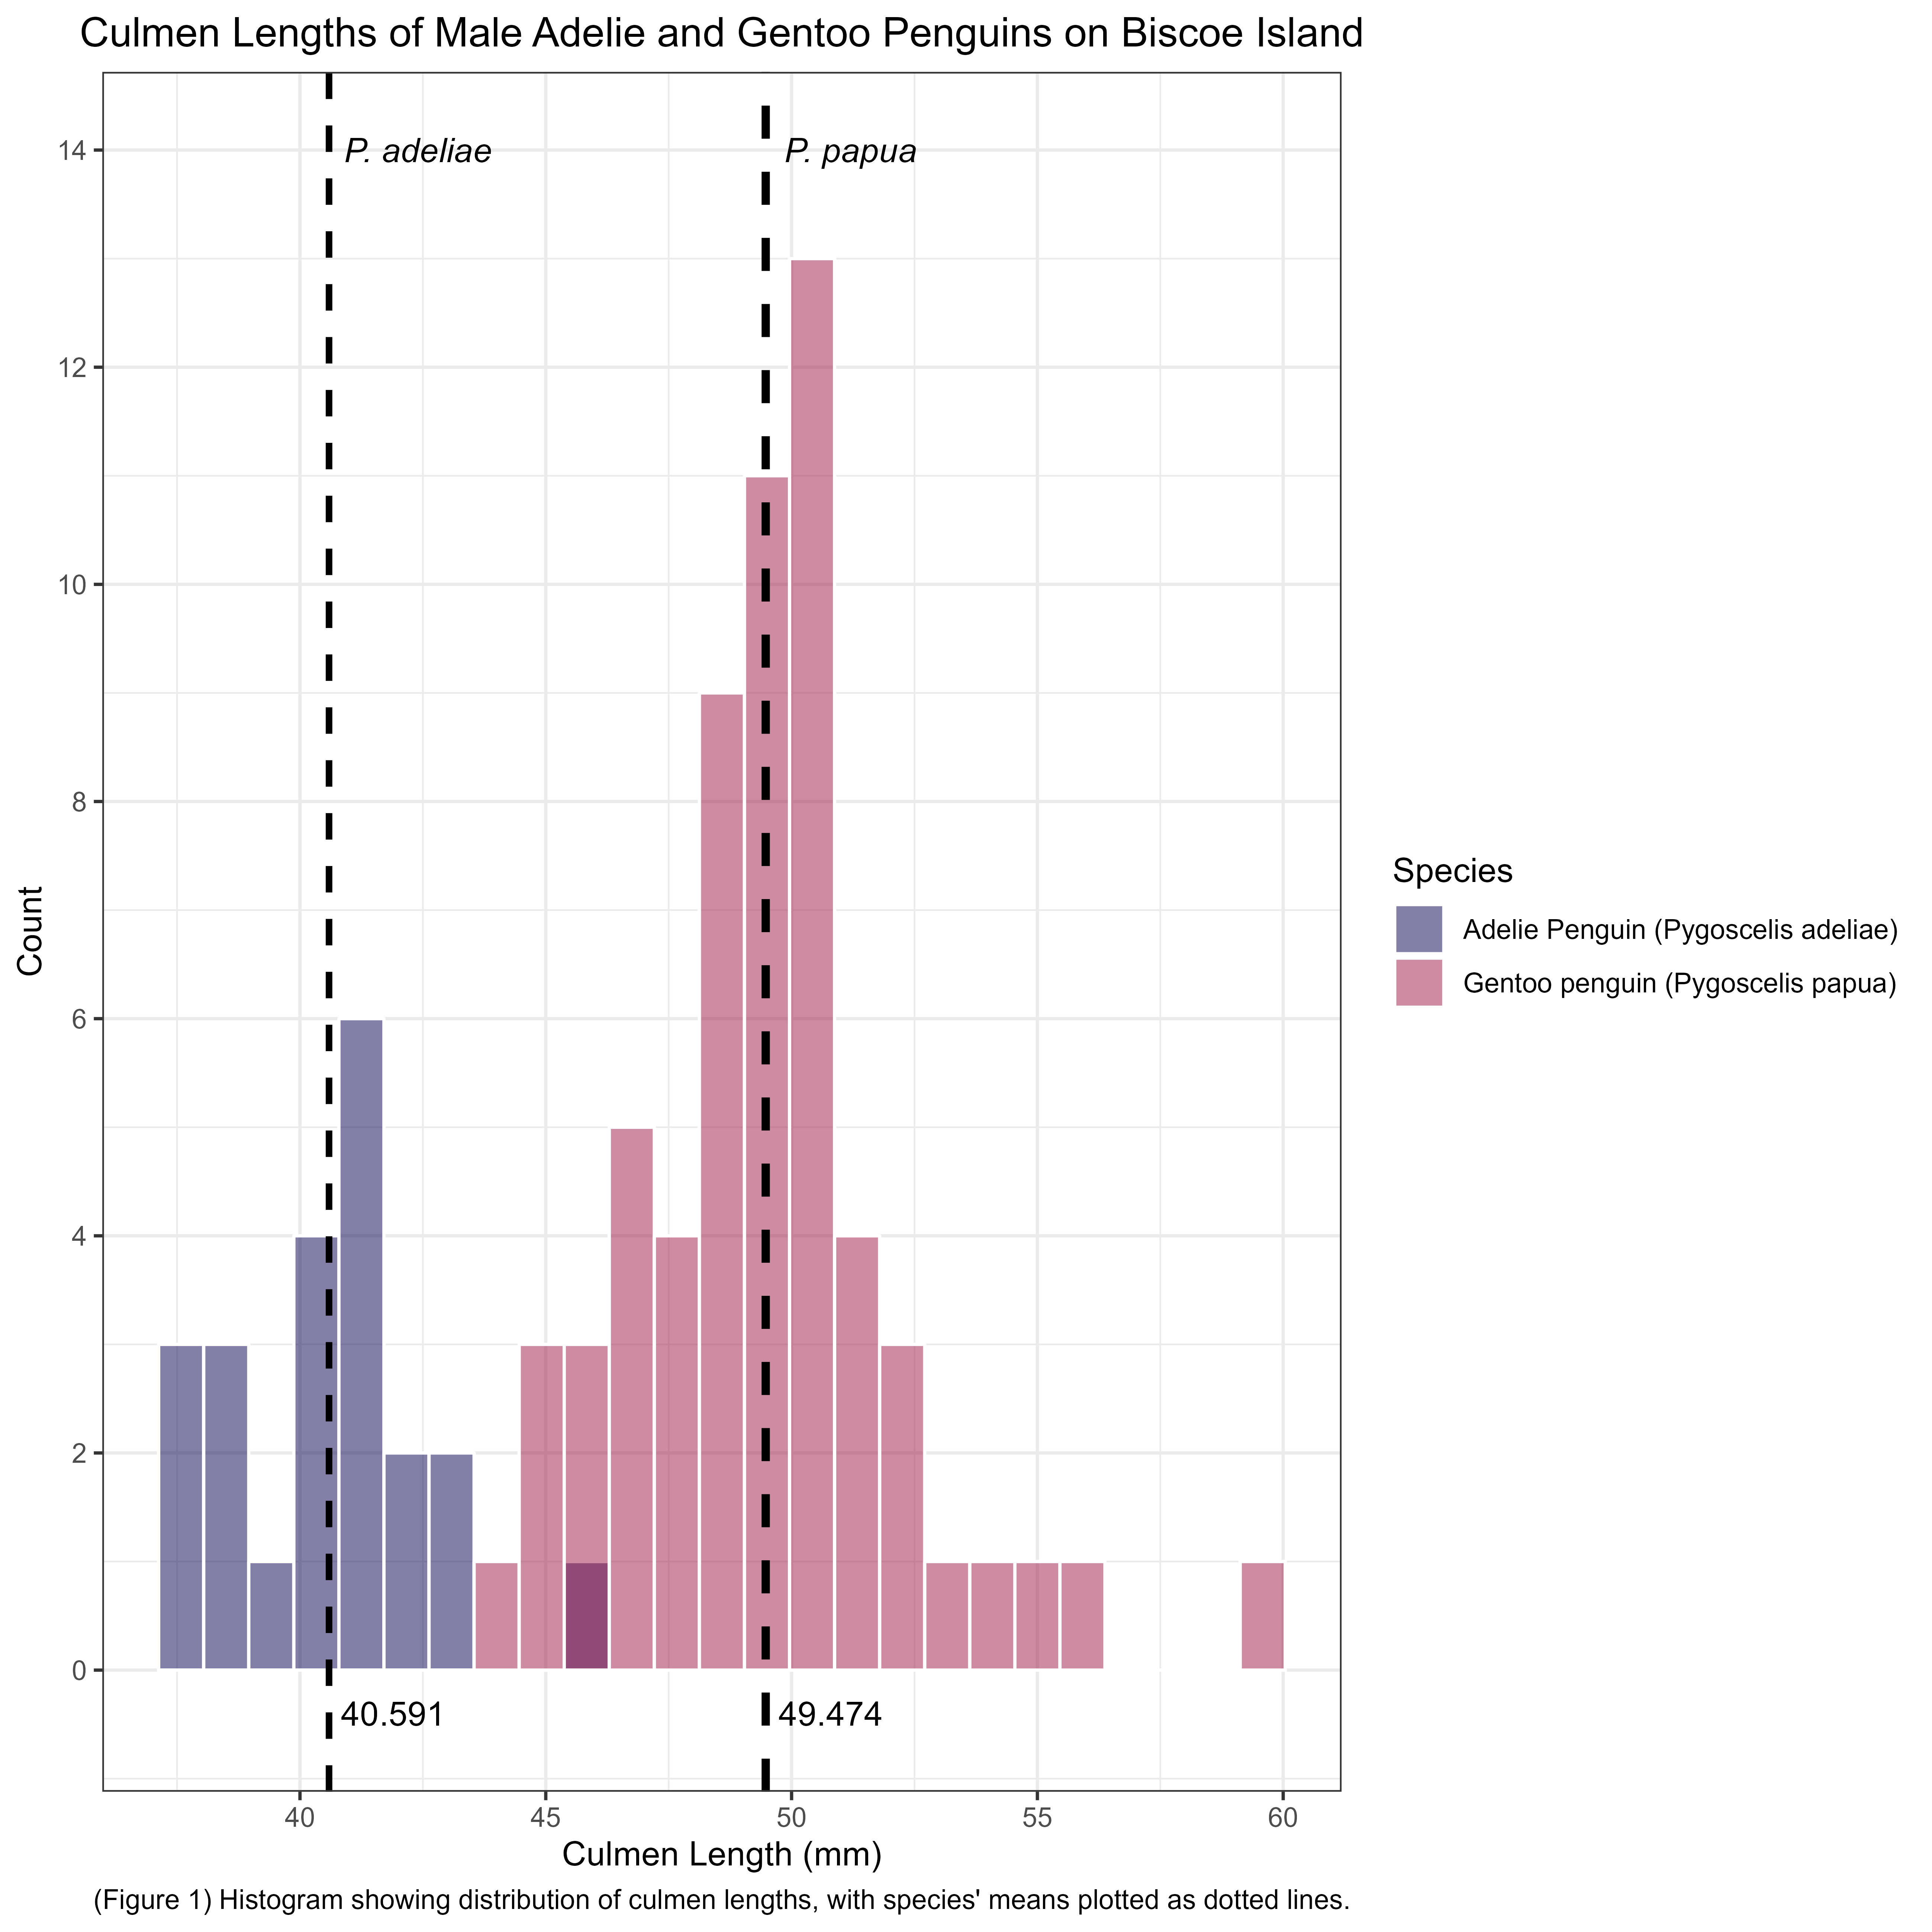 Culmen Lengths of Male Adelie and Gentoo Penguins on Biscoe Island
P. adeliae
P. papua
14
12
10
8
6
4
2
0
Count
Species
Adelie Penguin (Pygoscelis adeliae)
Gentoo penguin (Pygoscelis papua)
40.591
49.474
40
45
50
55
60
Culmen Length (mm)
(Figure 1) Histogram showing distribution of culmen lengths, with species' means plotted as dotted lines.